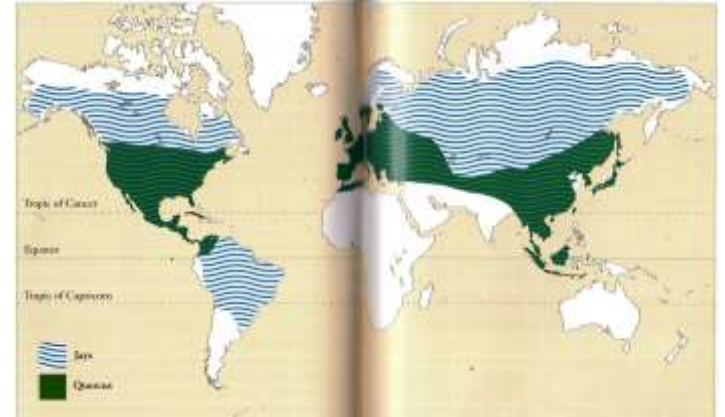 Tropic of Cancer
Equator
Tropic of Capricorn
Jays
Quercus